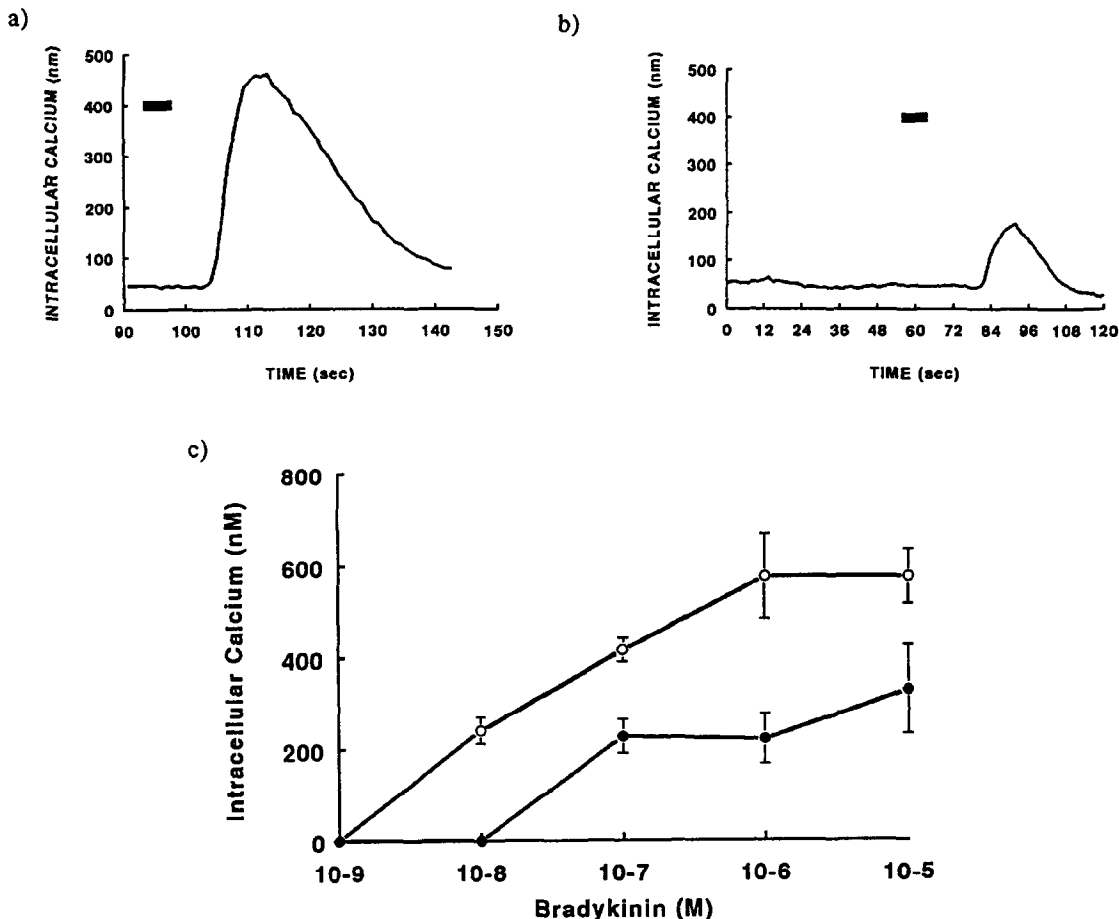 a)
INTRACELLULAR CALCIUM (nm)
500
400
300
200
100
0
90 100 110 120 130 140 150
TIME (sec)
b)
INTRACELLULAR CALCIUM (nm)
500
400
300
200
100
0
0 12 24 36 48 60 72 84 96 108 120
TIME (sec)
c)
Intracellular Calcium (nM)
800
600
400
200
0
10-9 10-8 10-7 10-6 10-5
Bradykinin (M)